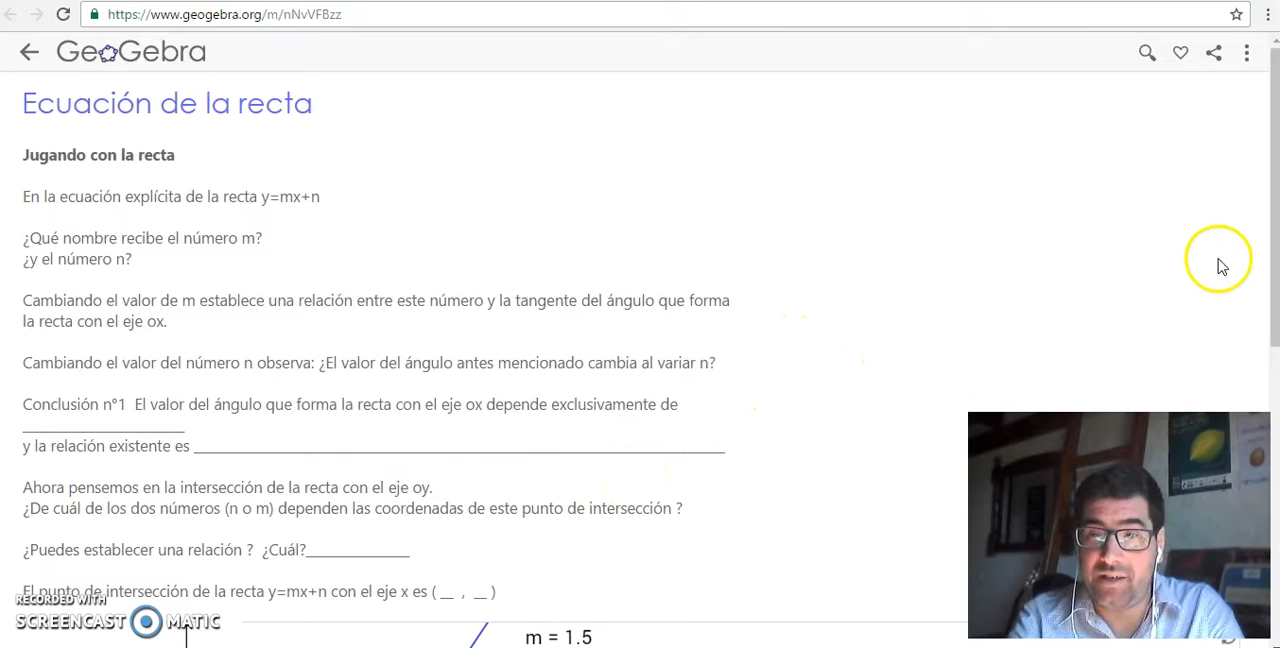 https://www.geogebra.org/m/nNvVFBzz
GeoGebra
Ecuación de la recta
Jugando con la recta
En la ecuación explícita de la recta y=mx+n
¿Qué nombre recibe el número m?
¿y el número n?
Cambiando el valor de m establece una relación entre este número y la tangente del ángulo que forma
la recta con el eje ox.
Cambiando el valor del número n observa: ¿El valor del ángulo antes mencionado cambia al variar n?
Conclusión nº1 El valor del ángulo que forma la recta con el eje ox depende exclusivamente de
____________________
y la relación existente es ____________________________________________________________
Ahora pensemos en la intersección de la recta con el eje oy.
¿De cuál de los dos números (n o m) dependen las coordenadas de este punto de intersección ?
¿Puedes establecer una relación ? ¿Cuál?____________
El punto de intersección de la recta y=mx+n con el eje x es ( __ , __ )
RECORDED WITH
SCREENCAST MATIC
m = 1.5